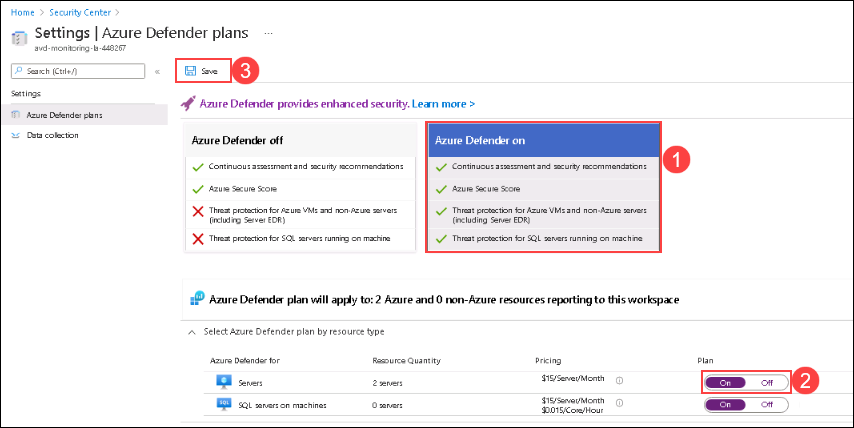 Home > Security Center >
Settings | Azure Defender plans ...
avd-monitoring-la-448267
Search (Ctrl+/)
«
Save
3
Settings
Azure Defender plans
Data collection
Azure Defender provides enhanced security. Learn more >
Azure Defender off
Continuous assessment and security recommendations
Azure Secure Score
Threat protection for Azure VMs and non-Azure servers
(including Server EDR)
Threat protection for SQL servers running on machine
Azure Defender on
1
Continuous assessment and security recommendations
Azure Secure Score
Threat protection for Azure VMs and non-Azure servers
(including Server EDR)
Threat protection for SQL servers running on machine
Azure Defender plan will apply to: 2 Azure and 0 non-Azure resources reporting to this workspace
Select Azure Defender plan by resource type
Azure Defender for Resource Quantity Pricing Plan
Servers 2 servers $15/Server/Month On Off 2
SQL servers on machines 0 servers $15/Server/Month On Off
$0.015/Core/Hour